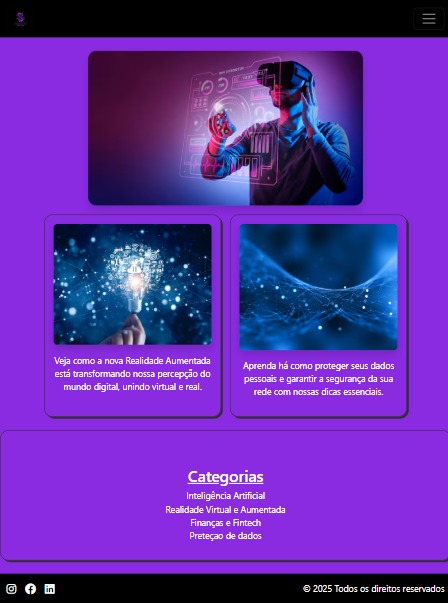 Veja como a nova Realidade Aumentada
está transformando nossa percepção do
mundo digital, unindo virtual e real.
Aprenda há como proteger seus dados
pessoais e garantir a segurança da sua
rede com nossas dicas essenciais.
Categorias
Inteligência Artificial
Realidade Virtual e Aumentada
Finanças e Fintech
Preteçao de dados
© 2025 Todos os direitos reservados